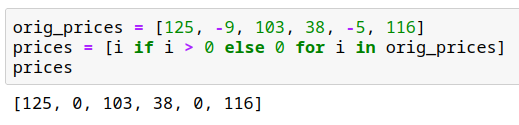 orig_prices = [125, -9, 103, 38, -5, 116]
prices = [i if i > 0 else 0 for i in orig_prices]
prices
[125, 0, 103, 38, 0, 116]